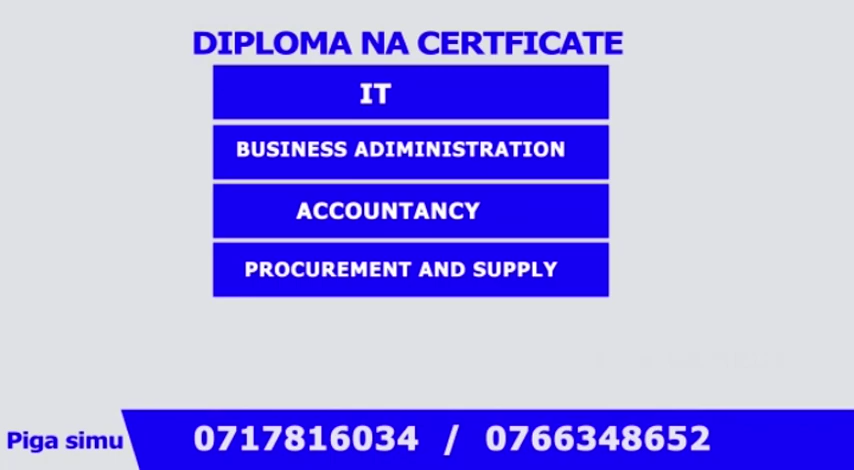 DIPLOMA NA CERTFICATE
IT
BUSINESS ADIMINISTRATION
ACCOUNTANCY
PROCUREMENT AND SUPPLY
Piga simu 0717816034 / 0766348652